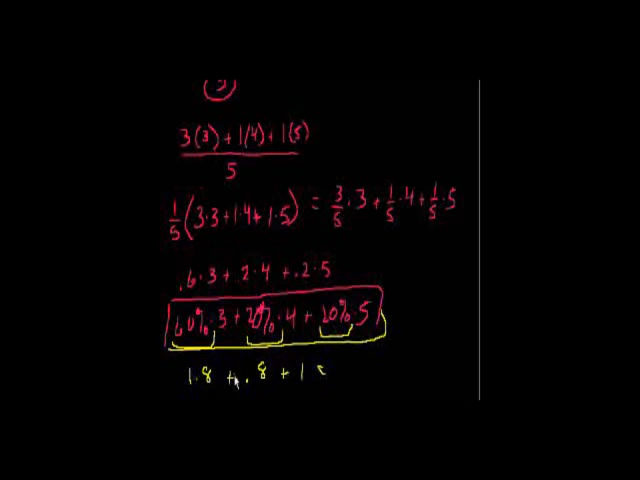 3(3) + 1(4) + 1(5)
5
1/5 (3·3 + 1·4 + 1·5) = 3/5 · 3 + 1/5 · 4 + 1/5 · 5
.6·3 + .2·4 + .2·5
60%·3 + 20%·4 + 20%·5
1.8 + .8 + 1